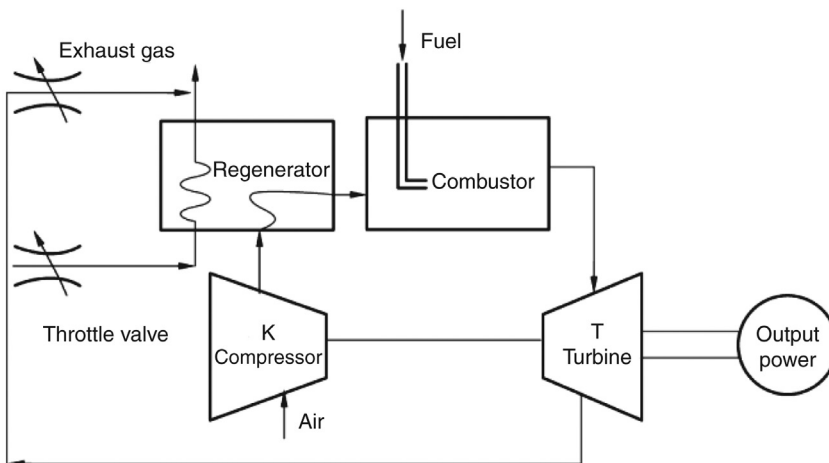 Exhaust gas
Fuel
Regenerator
Combustor
Throttle valve
K
Compressor
T
Turbine
Output
power
Air